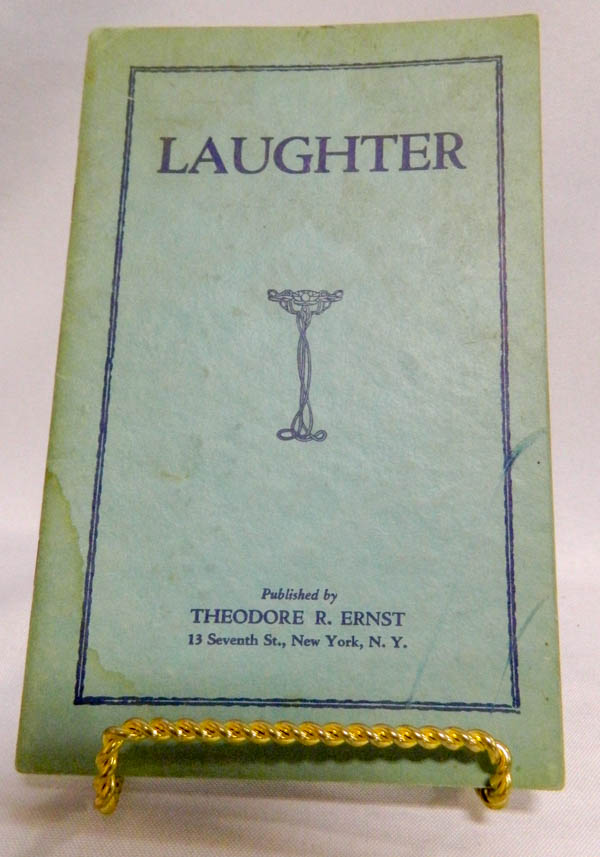 LAUGHTER
Published by
THEODORE R. ERNST
13 Seventh St., New York, N. Y.